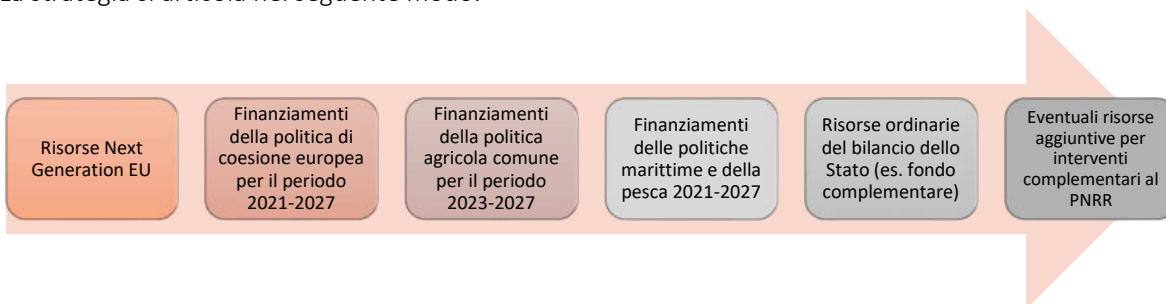 La strategia si articola nel seguente modo:
Risorse Next
Generation EU
Finanziamenti
della politica di
coesione europea
per il periodo
2021-2027
Finanziamenti
della politica
agricola comune
per il periodo
2023-2027
Finanziamenti
delle politiche
marittime e della
pesca 2021-2027
Risorse ordinarie
del bilancio dello
Stato (es. fondo
complementare)
Eventuali risorse
aggiuntive per
interventi
complementari al
PNRR